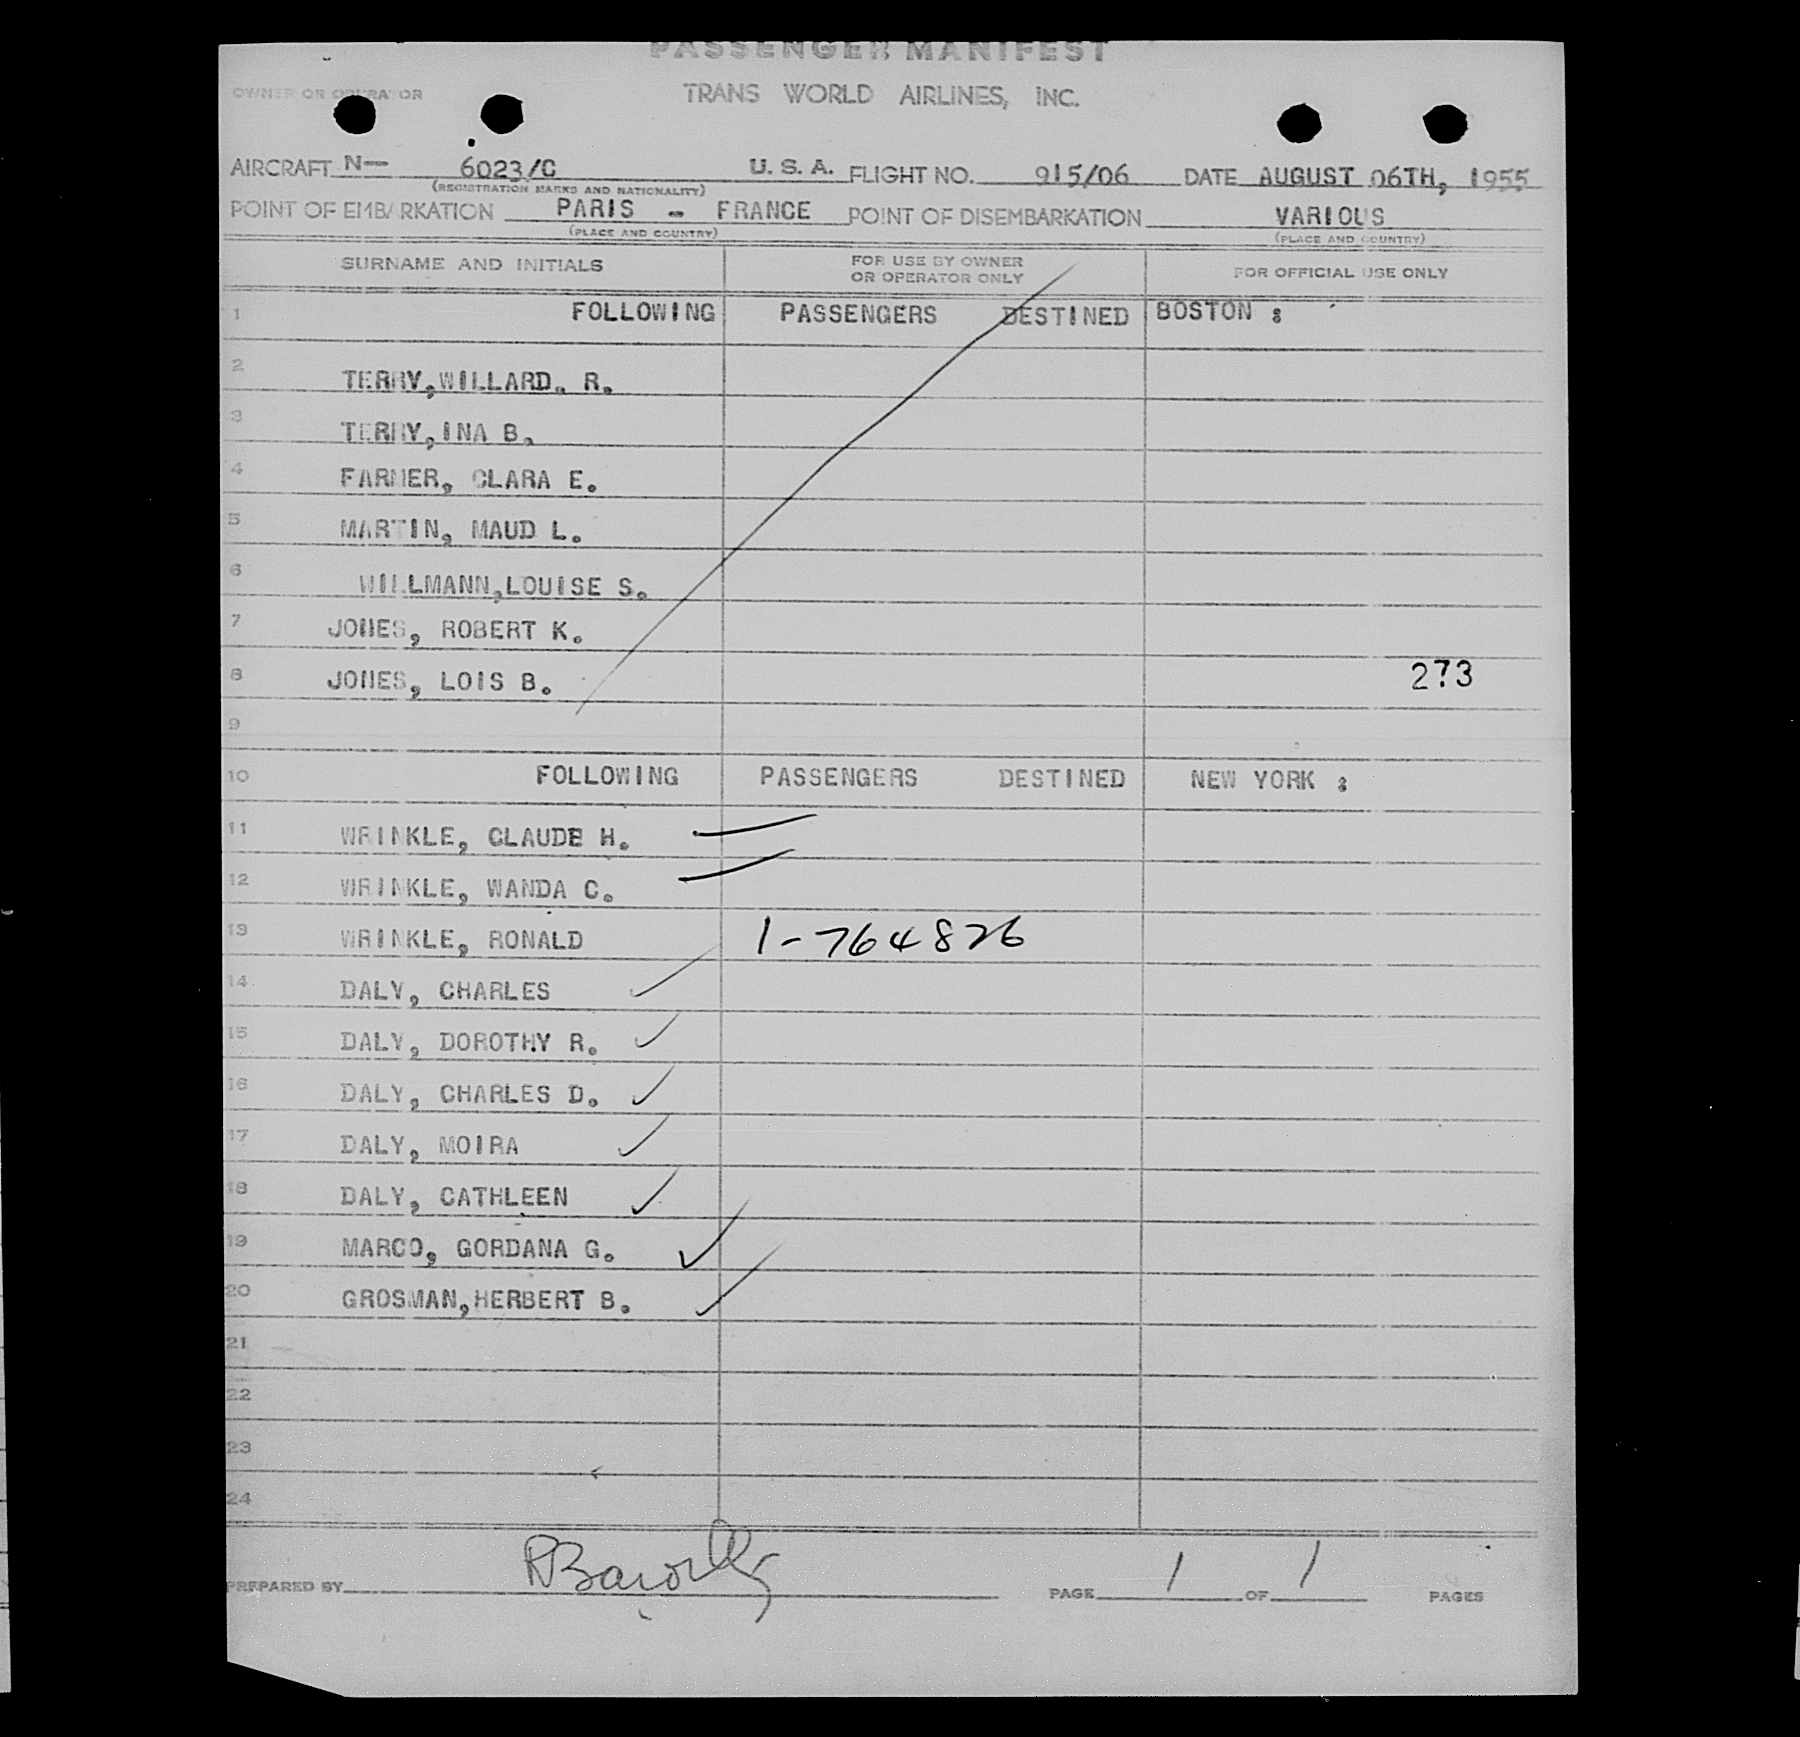 PASSENGER MANIFEST
OWNER OR OPERATOR TRANS WORLD AIRLINES, INC.
AIRCRAFT N— 6023/C U. S. A. FLIGHT NO. 915/06 DATE AUGUST 06TH, 1955
(REGISTRATION MARKS AND NATIONALITY)
POINT OF EMBARKATION PARIS - FRANCE POINT OF DISEMBARKATION VARIOUS
(PLACE AND COUNTRY) (PLACE AND COUNTRY)
SURNAME AND INITIALS FOR USE BY OWNER OR OPERATOR ONLY FOR OFFICIAL USE ONLY
1 FOLLOWING PASSENGERS DESTINED BOSTON :
2 TERRY,WILLARD. R.
3 TERRY,INA B.
4 FARMER, CLARA E.
5 MARTIN, MAUD L.
6 WILLMANN,LOUISE S.
7 JONES, ROBERT K.
8 JONES, LOIS B. 273
9
10 FOLLOWING PASSENGERS DESTINED NEW YORK :
11 WRINKLE, CLAUDE H.
12 WRINKLE, WANDA C.
13 WRINKLE, RONALD 1-764826
14 DALY, CHARLES
15 DALY, DOROTHY R.
16 DALY, CHARLES D.
17 DALY, MOIRA
18 DALY, CATHLEEN
19 MARCO, GORDANA G.
20 GROSMAN,HERBERT B.
21
22
23
24
PREPARED BY PAGE 1 OF 1 PAGES